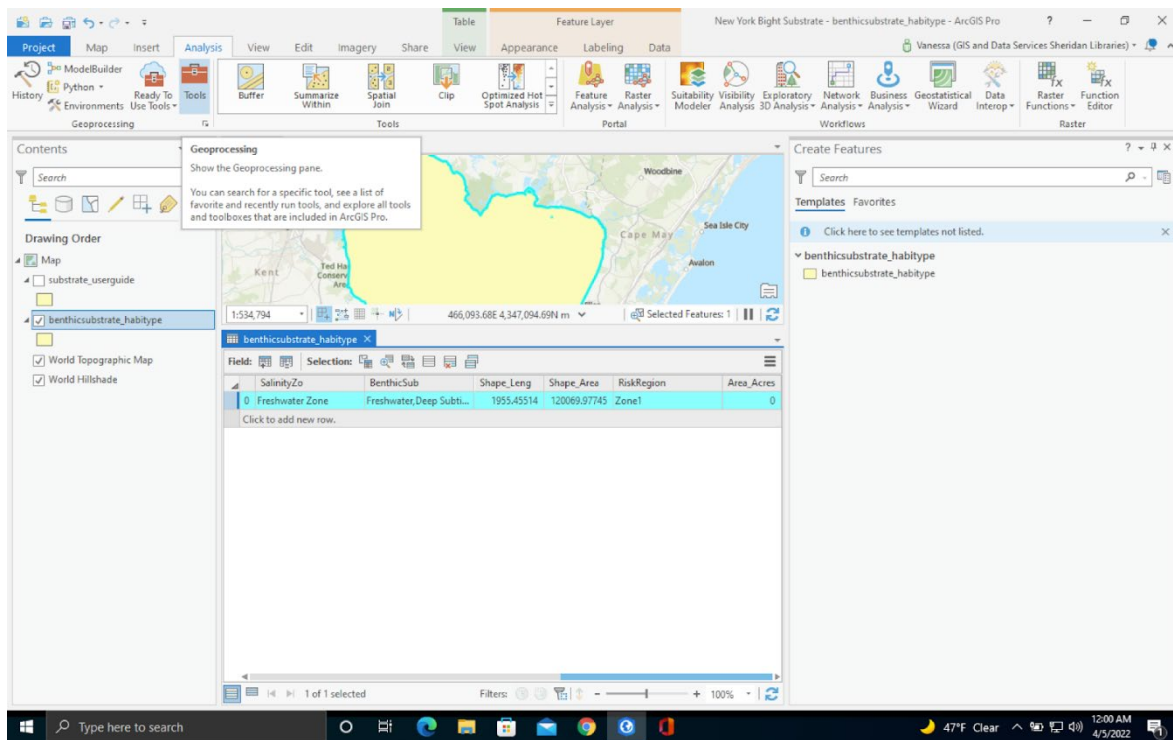 Table
Feature Layer
New York Bight Substrate - benthicsubstrate_habitype - ArcGIS Pro
?
Project Map Insert Analysis View Edit Imagery Share View Appearance Labeling Data
Vanessa (GIS and Data Services Sheridan Libraries)
History
ModelBuilder
Python
Environments
Ready To
Use Tools
Tools
Buffer
Summarize
Within
Spatial
Join
Clip
Optimized Hot
Spot Analysis
Feature
Analysis
Raster
Analysis
Suitability
Modeler
Visibility
Analysis
Exploratory
3D Analysis
Network
Analysis
Business
Analysis
Geostatistical
Wizard
Data
Interop
Raster
Functions
Function
Editor
Geoprocessing
Tools
Portal
Workflows
Raster
Contents
Search
Drawing Order
Map
substrate_userguide
benthicsubstrate_habitype
World Topographic Map
World Hillshade
Geoprocessing
Show the Geoprocessing pane.
You can search for a specific tool, see a list of
favorite and recently run tools, and explore all tools
and toolboxes that are included in ArcGIS Pro.
Woodbine
Sea Isle City
Cape May
Avalon
Kent
Ted Ha
Conserv
Are
1:534,794
466,093.68E 4,347,094.69N m
Selected Features: 1
benthicsubstrate_habitype
Field:
Selection:
SalinityZo BenthicSub Shape_Leng Shape_Area RiskRegion Area_Acres
0 Freshwater Zone Freshwater,Deep Subti... 1955.45514 120069.97745 Zone1 0
Click to add new row.
1 of 1 selected
Filters:
100%
Create Features
?
Search
Templates Favorites
Click here to see templates not listed.
benthicsubstrate_habitype
benthicsubstrate_habitype
Type here to search
47°F Clear
12:00 AM
4/5/2022
1